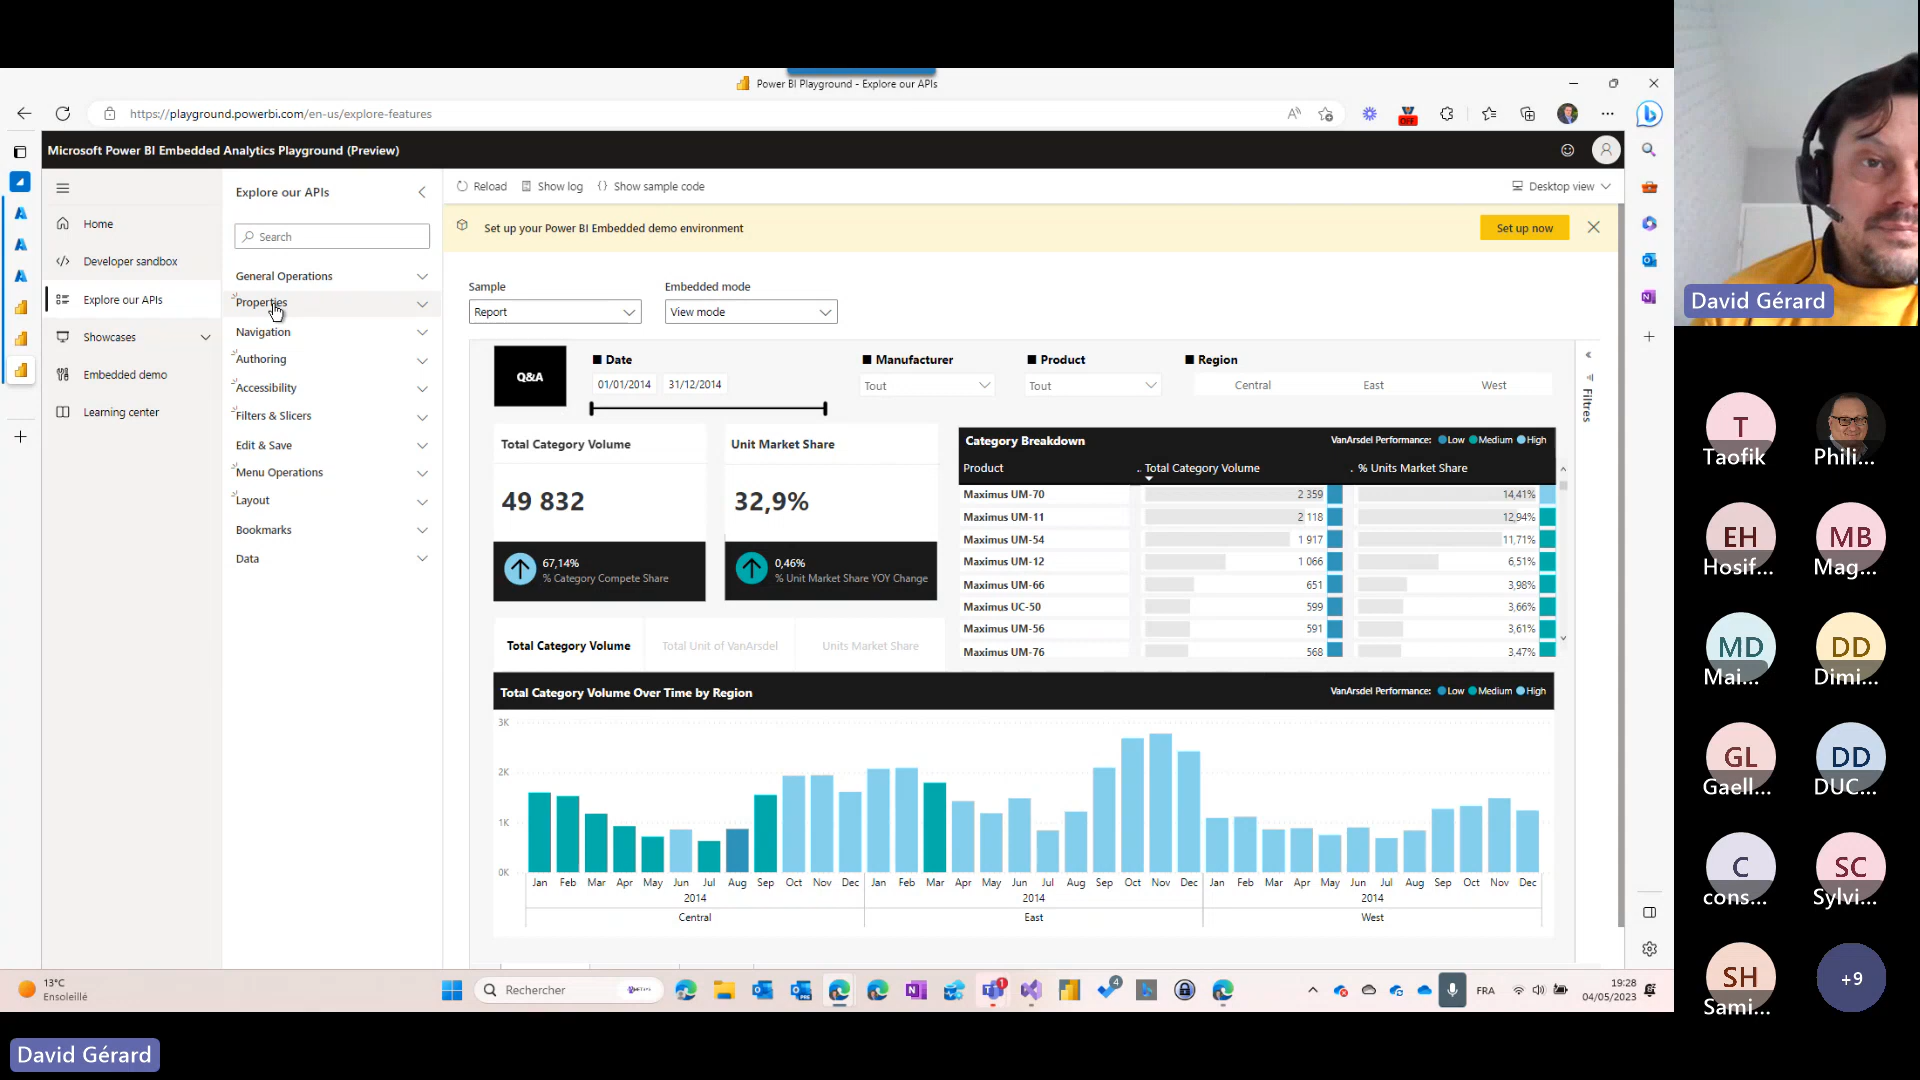 Power BI Playground - Explore our APIs
https://playground.powerbi.com/en-us/explore-features
OFF
Microsoft Power BI Embedded Analytics Playground (Preview)
Home
Developer sandbox
Explore our APIs
Showcases
Embedded demo
Learning center
Explore our APIs
Search
General Operations
Properties
Navigation
Authoring
Accessibility
Filters & Slicers
Edit & Save
Menu Operations
Layout
Bookmarks
Data
Reload
Show log
Show sample code
Desktop view
Set up your Power BI Embedded demo environment
Set up now
Sample
Embedded mode
Report
View mode
Q&A
Date
01/01/2014
31/12/2014
Manufacturer
Tout
Product
Tout
Region
Central
East
West
Filtres
Total Category Volume
49 832
67,14%
% Category Compete Share
Unit Market Share
32,9%
0,46%
% Unit Market Share YOY Change
Category Breakdown
VanArsdel Performance: Low Medium High
Product .. Total Category Volume . % Units Market Share
Maximus UM-70 2 359 14,41%
Maximus UM-11 2 118 12,94%
Maximus UM-54 1 917 11,71%
Maximus UM-12 1 066 6,51%
Maximus UM-66 651 3,98%
Maximus UC-50 599 3,66%
Maximus UM-56 591 3,61%
Maximus UM-76 568 3,47%
Total Category Volume
Total Unit of VanArsdel
Units Market Share
Total Category Volume Over Time by Region
VanArsdel Performance: Low Medium High
3K
2K
1K
0K
Jan Feb Mar Apr May Jun Jul Aug Sep Oct Nov Dec Jan Feb Mar Apr May Jun Jul Aug Sep Oct Nov Dec Jan Feb Mar Apr May Jun Jul Aug Sep Oct Nov Dec
2014 2014 2014
Central East West
13°C
Ensoleillé
Rechercher
1
4
FRA
19:28
04/05/2023
David Gérard
David Gérard
T
Taofik
Phili...
EH
Hosif...
MB
Mag...
MD
Mai...
DD
Dimi...
GL
Gaell...
DD
DUC...
C
cons...
SC
Sylvi...
SH
Sami...
+9